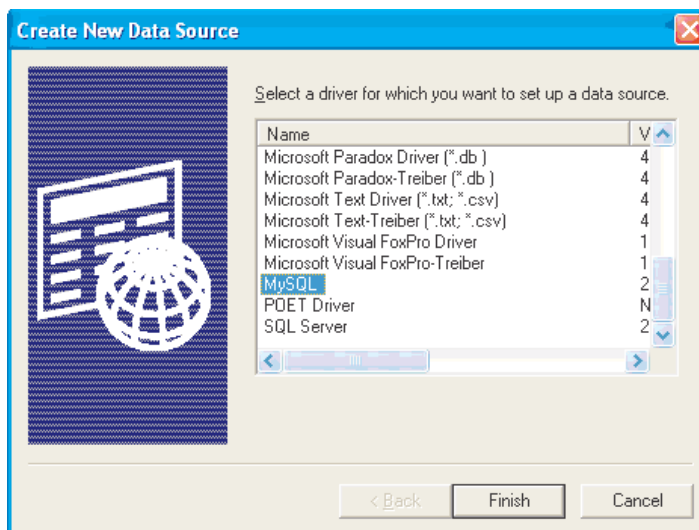 Create New Data Source
Select a driver for which you want to set up a data source.
Name V
Microsoft Paradox Driver (*.db ) 4
Microsoft Paradox-Treiber (*.db ) 4
Microsoft Text Driver (*.txt; *.csv) 4
Microsoft Text-Treiber (*.txt; *.csv) 4
Microsoft Visual FoxPro Driver 1
Microsoft Visual FoxPro-Treiber 1
MySQL 2
POET Driver N
SQL Server 2
< Back Finish Cancel